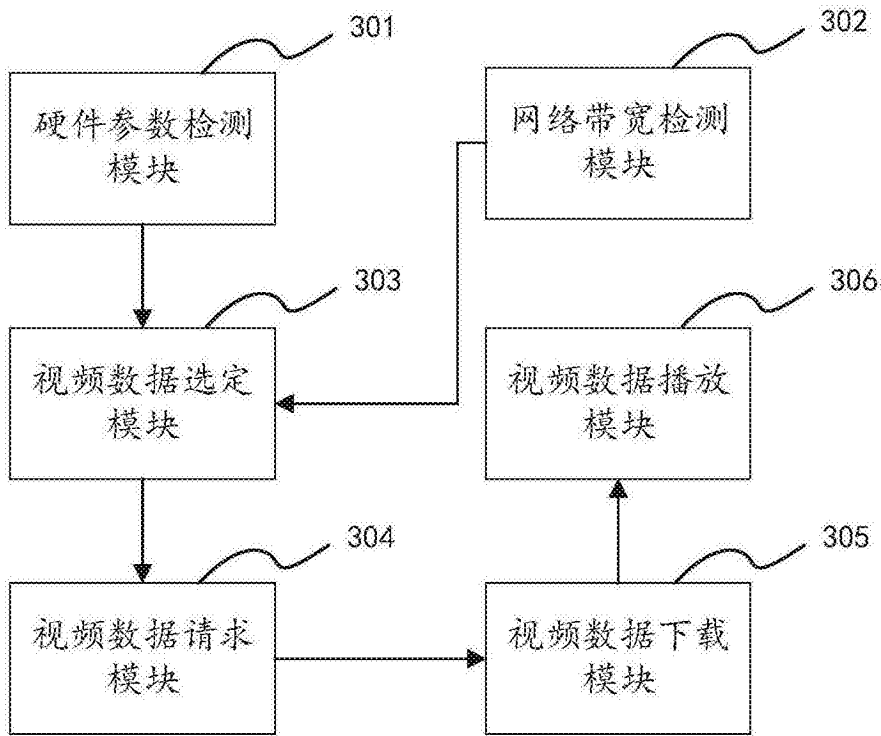 301
硬件参数检测
模块
302
网络带宽检测
模块
303
视频数据选定
模块
306
视频数据播放
模块
304
视频数据请求
模块
305
视频数据下载
模块